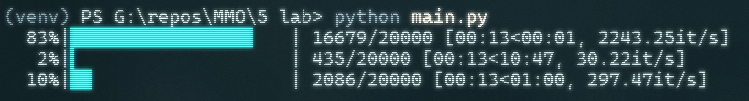 (venv) PS G:\repos\MMO\5 lab> python main.py
83%| | 16679/20000 [00:13<00:01, 2243.25it/s]
2%| | 435/20000 [00:13<10:47, 30.22it/s]
10%| | 2086/20000 [00:13<01:00, 297.47it/s]